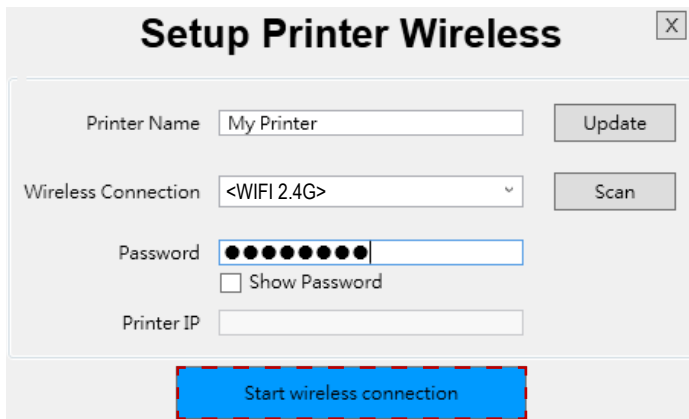 Setup Printer Wireless
X
Printer Name
My Printer
Update
Wireless Connection
<WIFI 2.4G>
Scan
Password
●●●●●●●●
Show Password
Printer IP
Start wireless connection